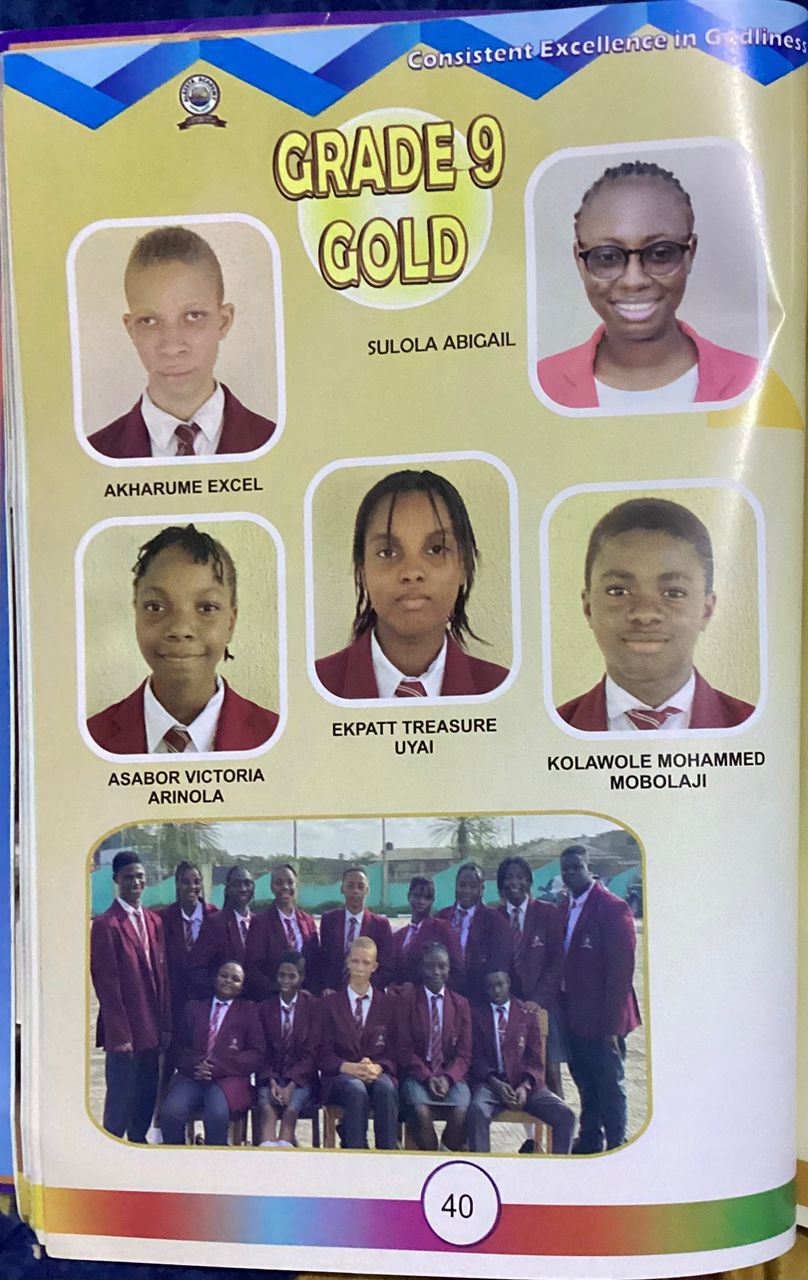 Consistent Excellence in Godliness
GRADE 9
GOLD
SULOLA ABIGAIL
AKHARUME EXCEL
EKPATT TREASURE
UYAI
KOLAWOLE MOHAMMED
MOBOLAJI
ASABOR VICTORIA
ARINOLA
40